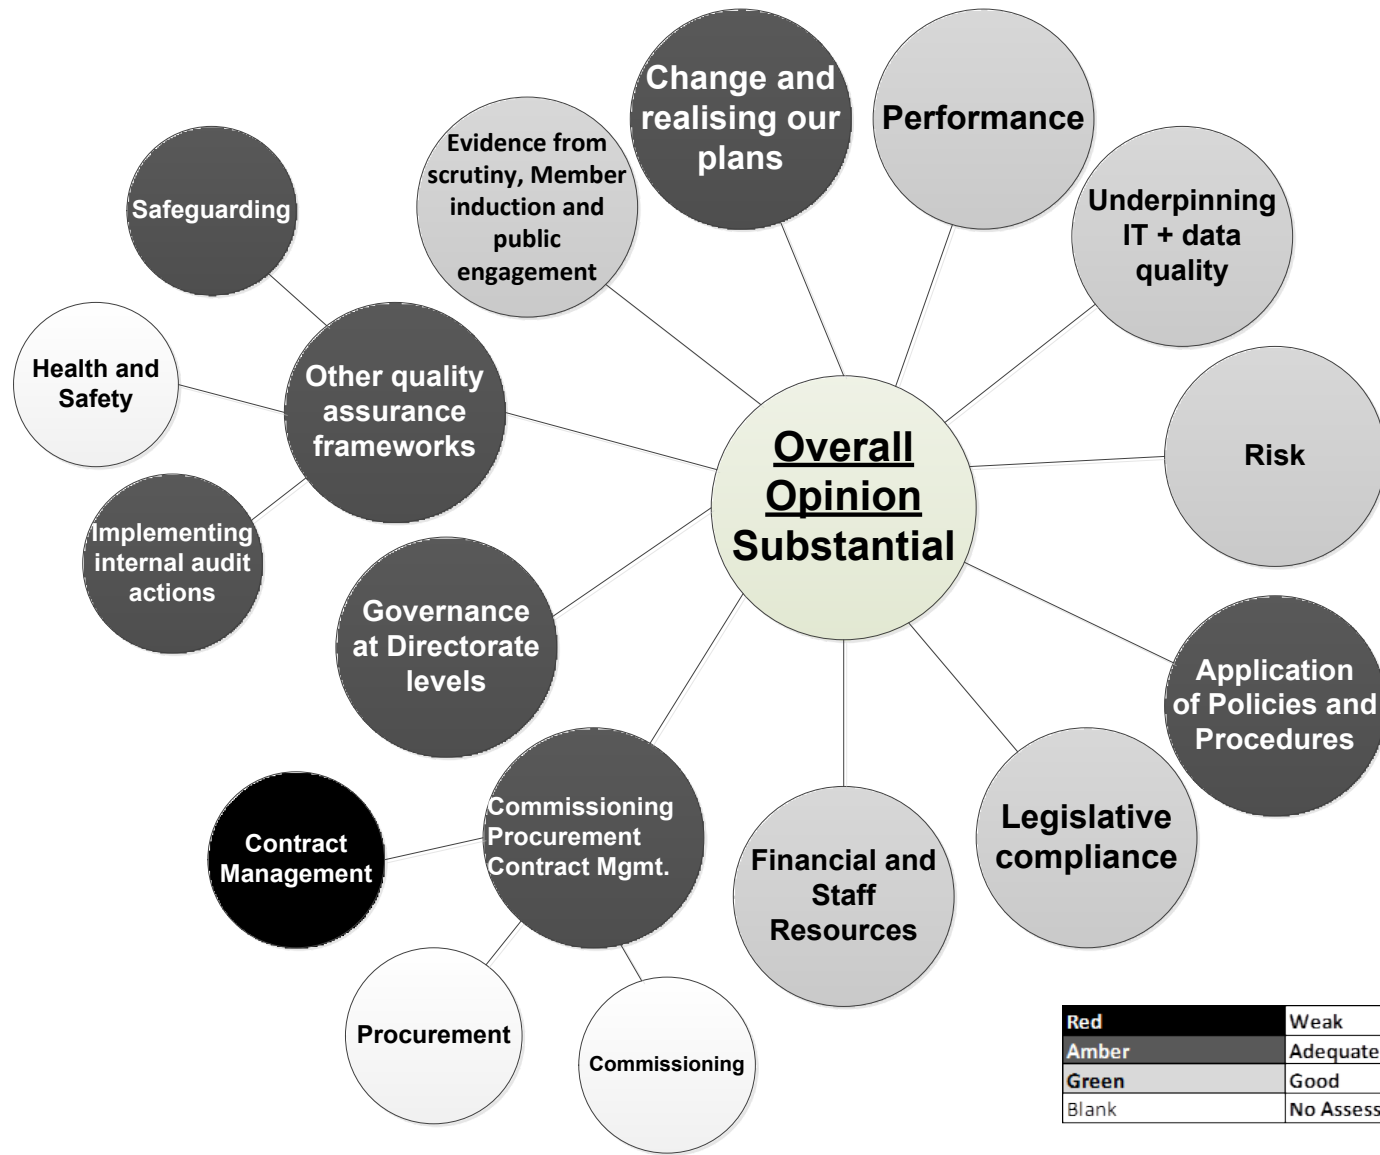 Change and
realising our
plans
Performance
Evidence from
scrutiny, Member
induction and
public
engagement
Underpinning
IT + data
quality
Safeguarding
Health and
Safety
Other quality
assurance
frameworks
Overall
Opinion
Substantial
Risk
Implementing
internal audit
actions
Governance
at Directorate
levels
Application
of Policies and
Procedures
Commissioning
Procurement
Contract Mgmt.
Legislative
compliance
Contract
Management
Financial and
Staff
Resources
Procurement
Commissioning
Red Weak
Amber Adequate
Green Good
Blank No Assess